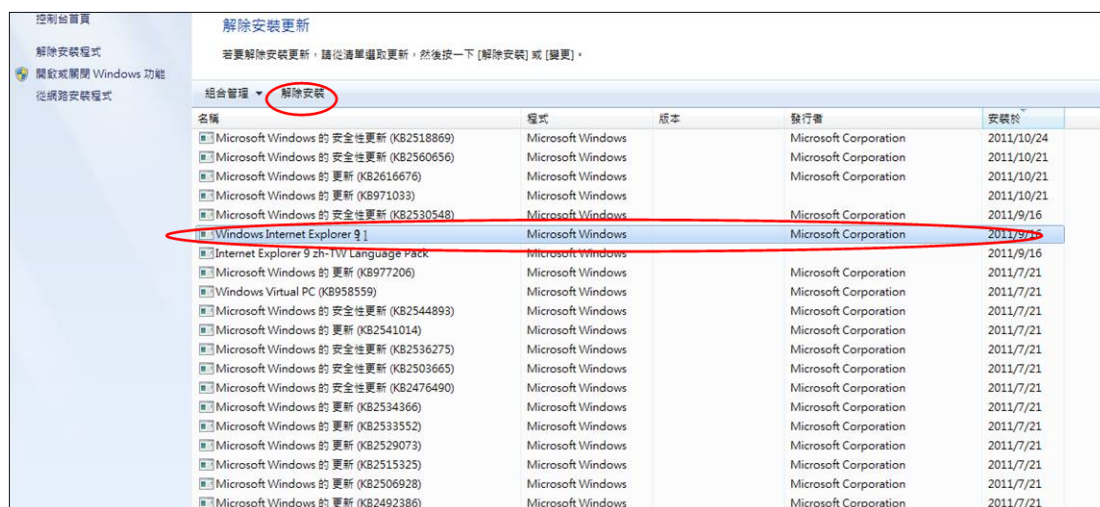 控制台首頁
解除安裝程式
開啟或關閉 Windows 功能
從網路安裝程式
解除安裝更新
若要解除安裝更新，請從清單選取更新，然後按一下 [解除安裝] 或 [變更]。
組合管理 解除安裝
名稱 程式 版本 發行者 安裝於
Microsoft Windows 的 安全性更新 (KB2518869) Microsoft Windows Microsoft Corporation 2011/10/24
Microsoft Windows 的 安全性更新 (KB2560656) Microsoft Windows Microsoft Corporation 2011/10/21
Microsoft Windows 的 更新 (KB2616676) Microsoft Windows Microsoft Corporation 2011/10/21
Microsoft Windows 的 更新 (KB971033) Microsoft Windows 2011/10/21
Microsoft Windows 的 安全性更新 (KB2530548) Microsoft Windows Microsoft Corporation 2011/9/16
Windows Internet Explorer 9 Microsoft Windows Microsoft Corporation 2011/9/16
Internet Explorer 9 zh-TW Language Pack Microsoft Windows 2011/9/16
Microsoft Windows 的 更新 (KB977206) Microsoft Windows Microsoft Corporation 2011/7/21
Windows Virtual PC (KB958559) Microsoft Windows Microsoft Corporation 2011/7/21
Microsoft Windows 的 安全性更新 (KB2544893) Microsoft Windows Microsoft Corporation 2011/7/21
Microsoft Windows 的 更新 (KB2541014) Microsoft Windows Microsoft Corporation 2011/7/21
Microsoft Windows 的 安全性更新 (KB2536275) Microsoft Windows Microsoft Corporation 2011/7/21
Microsoft Windows 的 安全性更新 (KB2503665) Microsoft Windows Microsoft Corporation 2011/7/21
Microsoft Windows 的 安全性更新 (KB2476490) Microsoft Windows Microsoft Corporation 2011/7/21
Microsoft Windows 的 更新 (KB2534366) Microsoft Windows Microsoft Corporation 2011/7/21
Microsoft Windows 的 更新 (KB2533552) Microsoft Windows Microsoft Corporation 2011/7/21
Microsoft Windows 的 更新 (KB2529073) Microsoft Windows Microsoft Corporation 2011/7/21
Microsoft Windows 的 更新 (KB2515325) Microsoft Windows Microsoft Corporation 2011/7/21
Microsoft Windows 的 更新 (KB2506928) Microsoft Windows Microsoft Corporation 2011/7/21
Microsoft Windows 的 更新 (KB2492386) Microsoft Windows Microsoft Corporation 2011/7/21